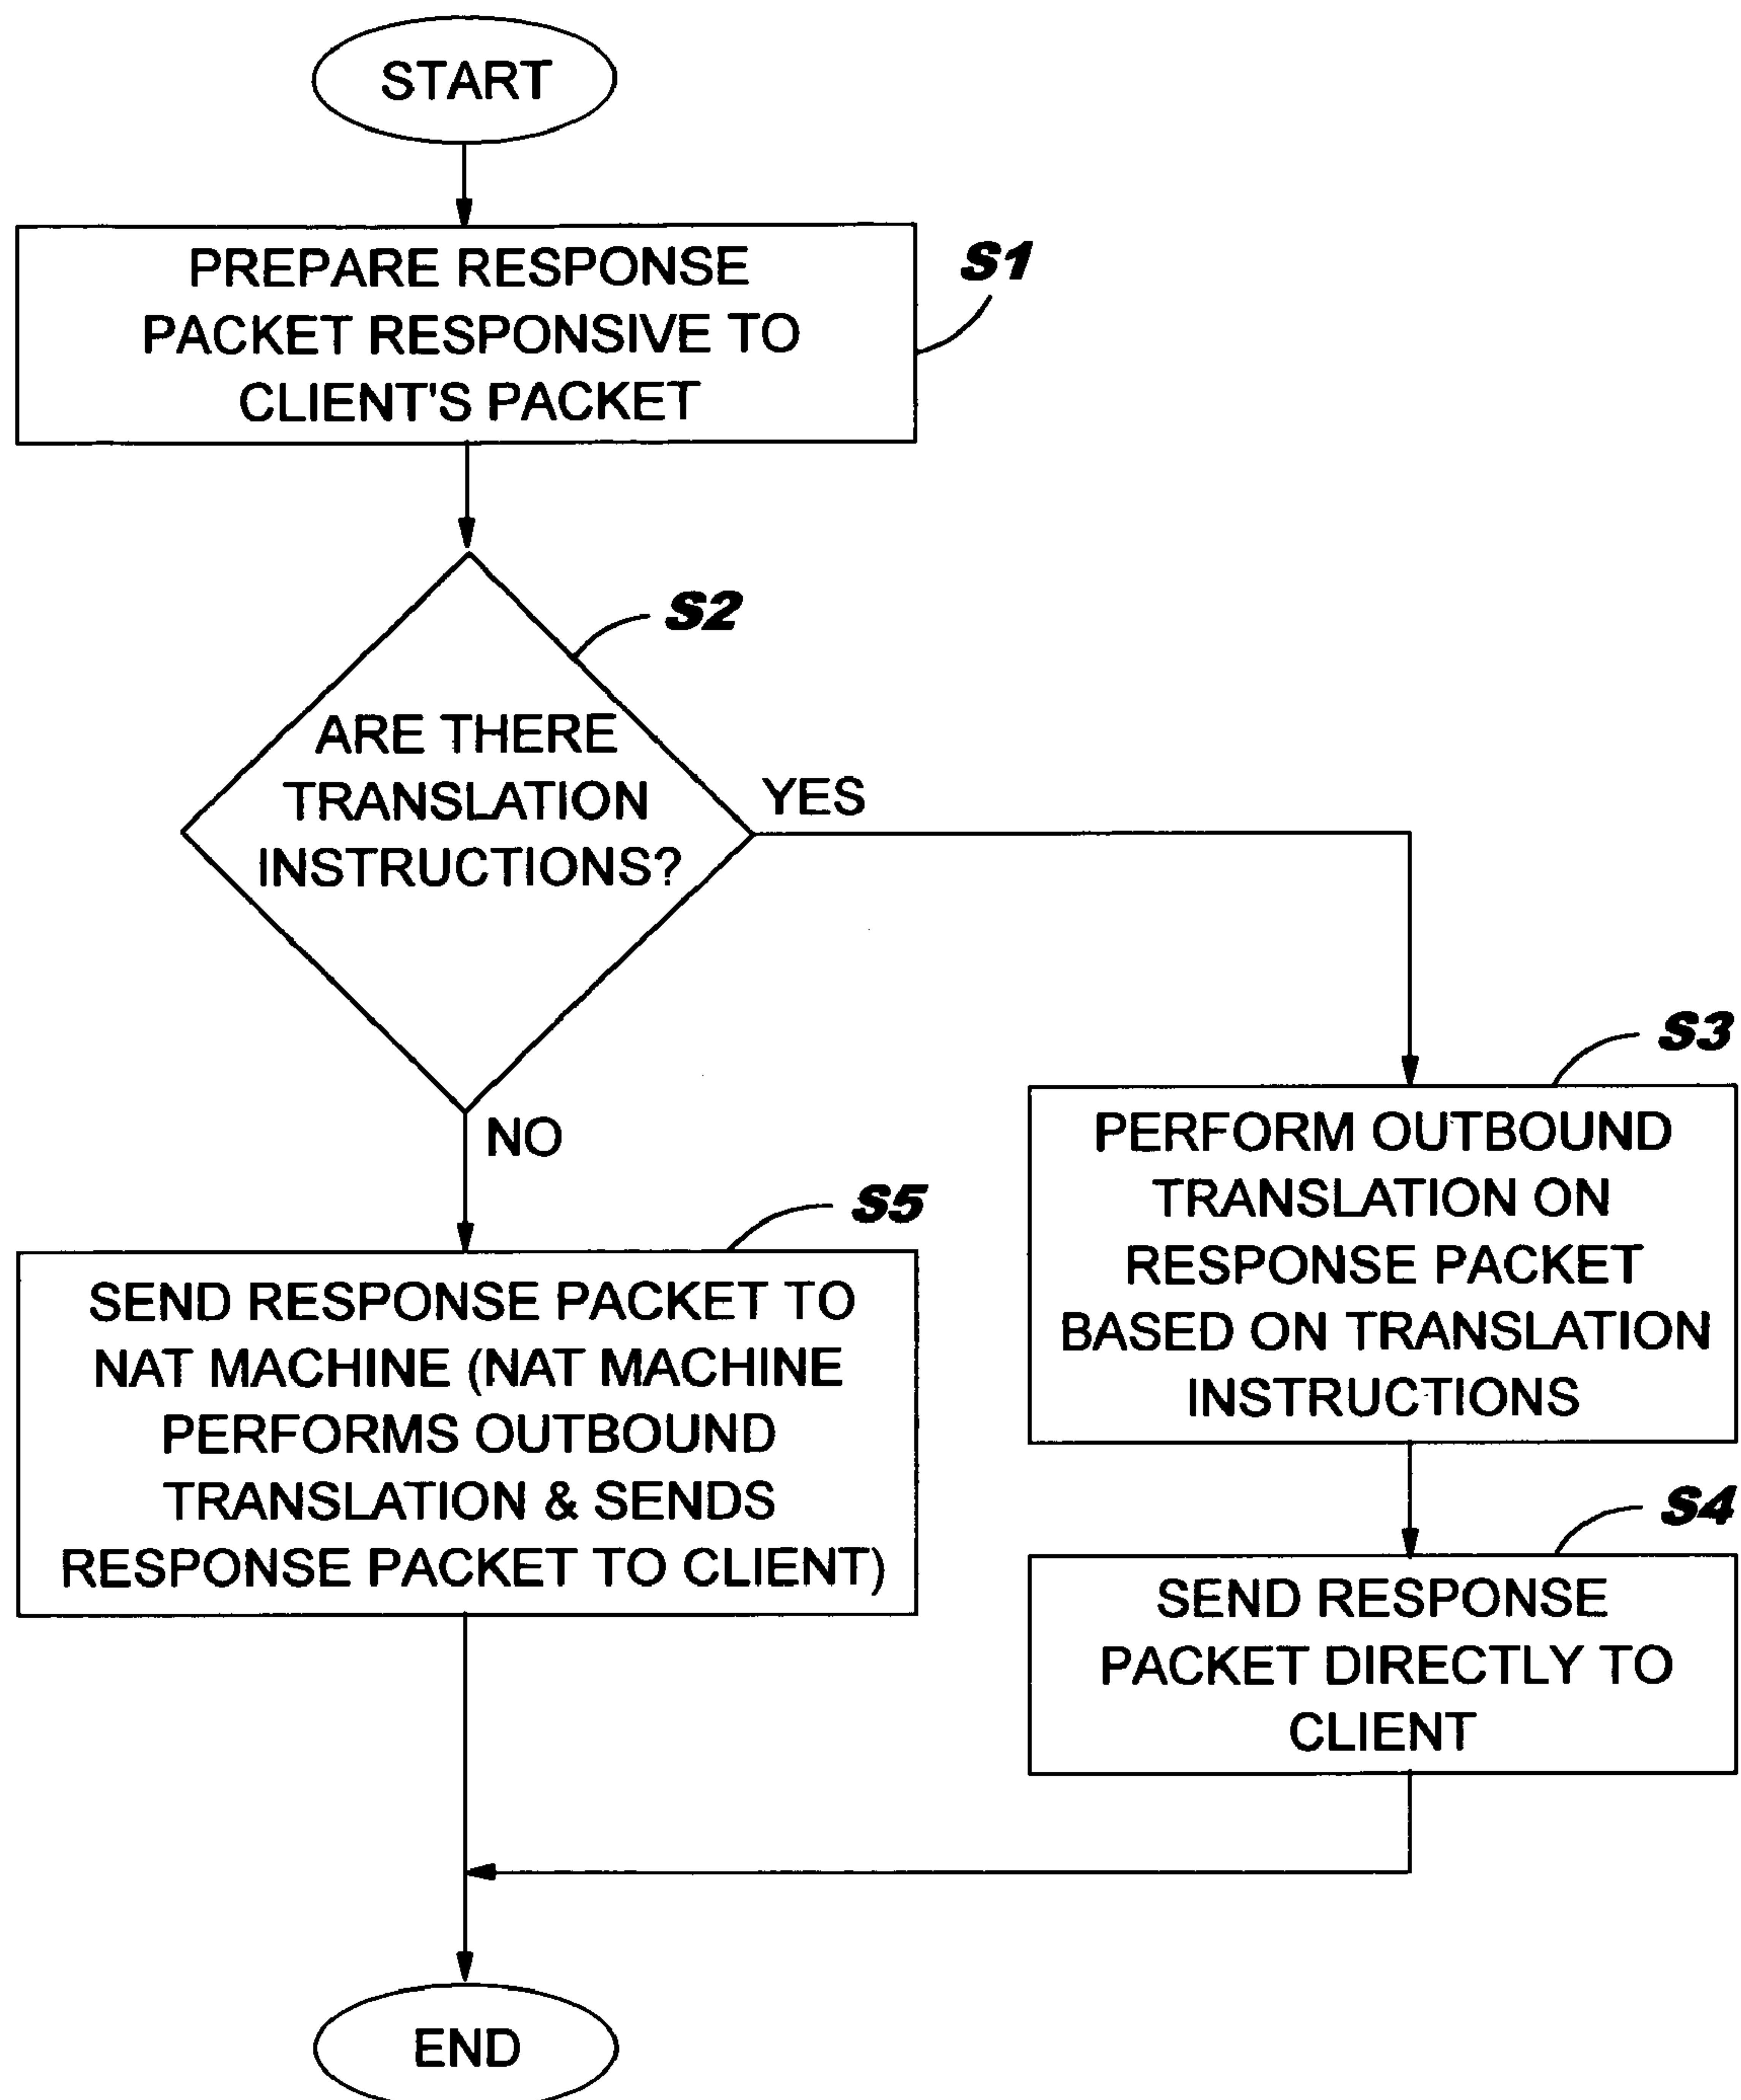 START
PREPARE RESPONSE
PACKET RESPONSIVE TO
CLIENT'S PACKET
S1
S2
ARE THERE
TRANSLATION
INSTRUCTIONS?
YES
NO
S3
PERFORM OUTBOUND
TRANSLATION ON
RESPONSE PACKET
BASED ON TRANSLATION
INSTRUCTIONS
S5
SEND RESPONSE PACKET TO
NAT MACHINE (NAT MACHINE
PERFORMS OUTBOUND
TRANSLATION & SENDS
RESPONSE PACKET TO CLIENT)
S4
SEND RESPONSE
PACKET DIRECTLY TO
CLIENT
END